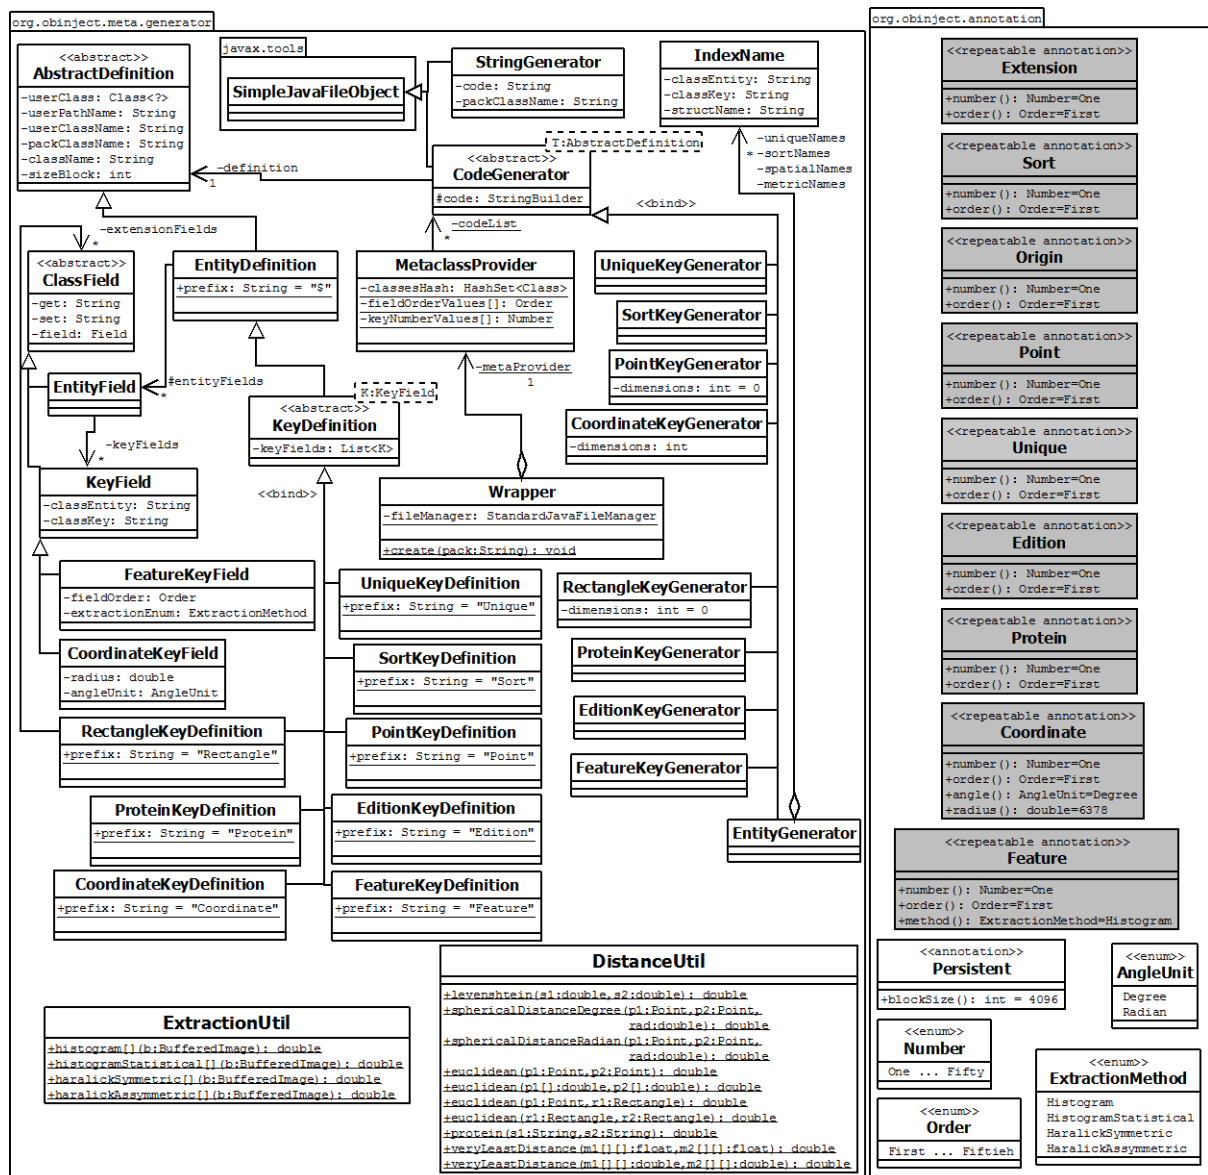 org.obinject.meta.generator
<<abstract>>
AbstractDefinition
-userClass: Class<?>
-userPathName: String
-userClassName: String
-packClassName: String
-className: String
-sizeBlock: int
javax.tools
SimpleJavaFileObject
StringGenerator
-code: String
-packClassName: String
IndexName
-classEntity: String
-classKey: String
-structName: String
T:AbstractDefinition
<<abstract>>
CodeGenerator
#code: StringBuilder
-definition
1
-uniqueNames
* -sortNames
-spatialNames
-metricNames
<<bind>>
-codeList
*
-extensionFields
*
<<abstract>>
ClassField
-get: String
-set: String
-field: Field
EntityDefinition
+prefix: String = "$"
MetaclassProvider
-classesHash: HashSet<Class>
-fieldOrderValues[]: Order
-keyNumberValues[]: Number
UniqueKeyGenerator
SortKeyGenerator
PointKeyGenerator
-dimensions: int = 0
CoordinateKeyGenerator
-dimensions: int
-metaProvider
1
EntityField
#entityFields
*
K:KeyField
<<abstract>>
KeyDefinition
-keyFields: List<K>
-keyFields
*
KeyField
-classEntity: String
-classKey: String
<<bind>>
Wrapper
-fileManager: StandardJavaFileManager
+create(pack:String): void
FeatureKeyField
-fieldOrder: Order
-extractionEnum: ExtractionMethod
UniqueKeyDefinition
+prefix: String = "Unique"
RectangleKeyGenerator
-dimensions: int = 0
CoordinateKeyField
-radius: double
-angleUnit: AngleUnit
SortKeyDefinition
+prefix: String = "Sort"
ProteinKeyGenerator
EditionKeyGenerator
RectangleKeyDefinition
+prefix: String = "Rectangle"
PointKeyDefinition
+prefix: String = "Point"
FeatureKeyGenerator
ProteinKeyDefinition
+prefix: String = "Protein"
EditionKeyDefinition
+prefix: String = "Edition"
EntityGenerator
CoordinateKeyDefinition
+prefix: String = "Coordinate"
FeatureKeyDefinition
+prefix: String = "Feature"
ExtractionUtil
+histogram[](b:BufferedImage): double
+histogramStatistical[](b:BufferedImage): double
+haralickSymmetric[](b:BufferedImage): double
+haralickAssymmetric[](b:BufferedImage): double
DistanceUtil
+levenshtein(s1:double,s2:double): double
+sphericalDistanceDegree(p1:Point,p2:Point,
rad:double): double
+sphericalDistanceRadian(p1:Point,p2:Point,
rad:double): double
+euclidean(p1:Point,p2:Point): double
+euclidean(p1[]:double,p2[]:double): double
+euclidean(p1:Point,r1:Rectangle): double
+euclidean(r1:Rectangle,r2:Rectangle): double
+protein(s1:String,s2:String): double
+veryLeastDistance(m1[][]:float,m2[][]:float): double
+veryLeastDistance(m1[][]:double,m2[][]:double): double
org.obinject.annotation
<<repeatable annotation>>
Extension
+number(): Number=One
+order(): Order=First
<<repeatable annotation>>
Sort
+number(): Number=One
+order(): Order=First
<<repeatable annotation>>
Origin
+number(): Number=One
+order(): Order=First
<<repeatable annotation>>
Point
+number(): Number=One
+order(): Order=First
<<repeatable annotation>>
Unique
+number(): Number=One
+order(): Order=First
<<repeatable annotation>>
Edition
+number(): Number=One
+order(): Order=First
<<repeatable annotation>>
Protein
+number(): Number=One
+order(): Order=First
<<repeatable annotation>>
Coordinate
+number(): Number=One
+order(): Order=First
+angle(): AngleUnit=Degree
+radius(): double=6378
<<repeatable annotation>>
Feature
+number(): Number=One
+order(): Order=First
+method(): ExtractionMethod=Histogram
<<annotation>>
Persistent
+blockSize(): int = 4096
<<enum>>
AngleUnit
Degree
Radian
<<enum>>
Number
One ... Fifty
<<enum>>
ExtractionMethod
Histogram
HistogramStatistical
HaralickSymmetric
HaralickAssymmetric
<<enum>>
Order
First ... Fiftieh